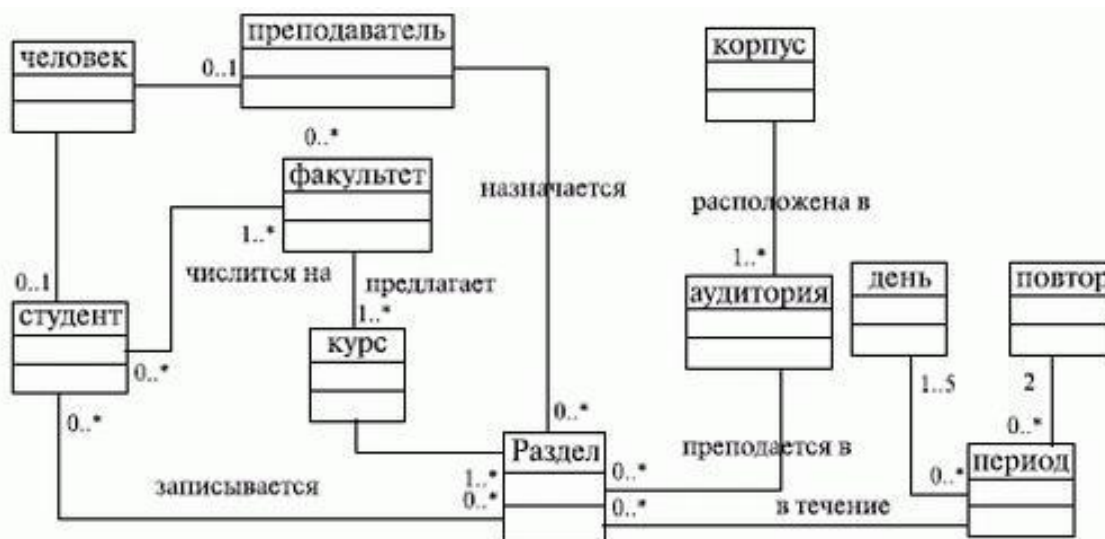 преподаватель
человек
0..1
корпус
0..*
факультет
назначается
расположена в
1..*
числится на
предлагает
1..*
0..1
студент
1..*
курс
0..*
аудитория
день
повтор
1..5
2
0..*
0..*
0..*
Раздел
преподается в
период
1..*
0..*
0..*
записывается
0..*
0..*
в течение